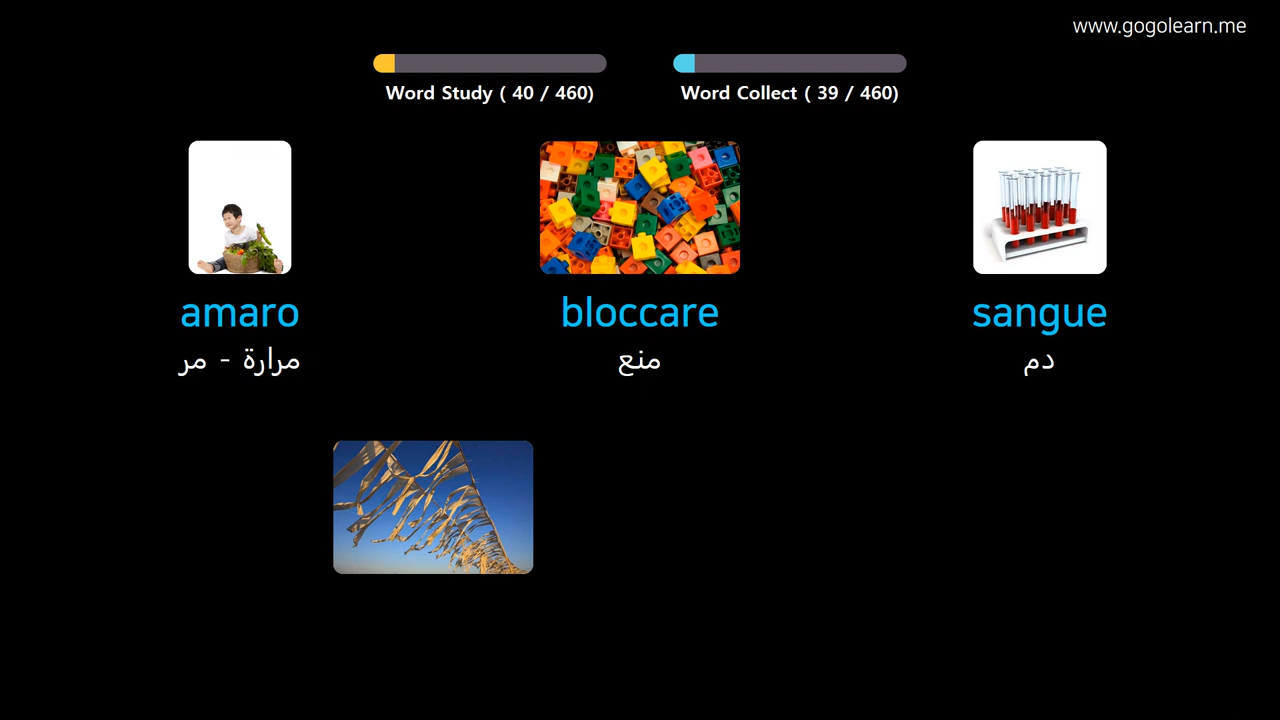 www.gogolearn.me
Word Study ( 40 / 460)
Word Collect ( 39 / 460)
amaro
bloccare
sangue
مرارة - مر
منع
دم